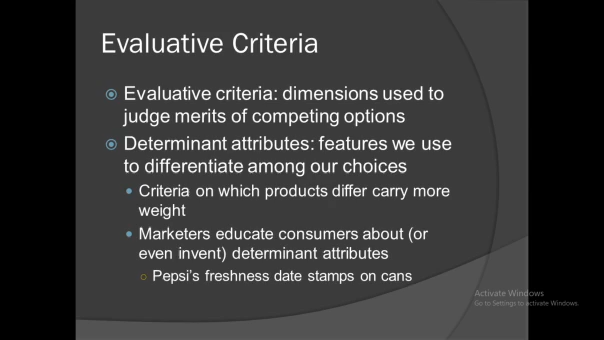 Evaluative Criteria
Evaluative criteria: dimensions used to
judge merits of competing options
Determinant attributes: features we use
to differentiate among our choices
Criteria on which products differ carry more
weight
Marketers educate consumers about (or
even invent) determinant attributes
Pepsi's freshness date stamps on cans
Activate Windows
Go to Settings to activate Windows.